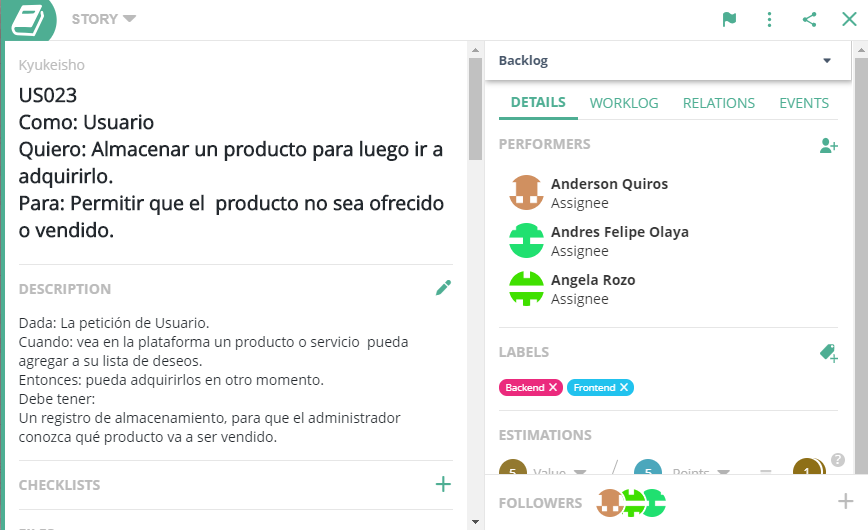 STORY
Kyukeisho
US023
Como: Usuario
Quiero: Almacenar un producto para luego ir a
adquirirlo.
Para: Permitir que el  producto no sea ofrecido
o vendido.
DESCRIPTION
Dada: La petición de Usuario.
Cuando: vea en la plataforma un producto o servicio  pueda
agregar a su lista de deseos.
Entonces: pueda adquirirlos en otro momento.
Debe tener:
Un registro de almacenamiento, para que el administrador
conozca qué producto va a ser vendido.
CHECKLISTS
Backlog
DETAILS WORKLOG RELATIONS EVENTS
PERFORMERS
Anderson Quiros
Assignee
Andres Felipe Olaya
Assignee
Angela Rozo
Assignee
LABELS
Backend Frontend
ESTIMATIONS
5 Value / 5 Points = 1 ?
FOLLOWERS